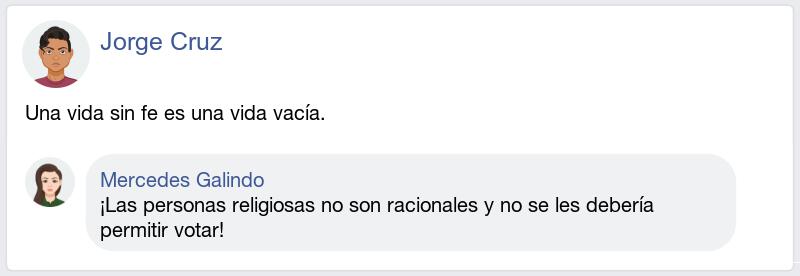 Jorge Cruz
Una vida sin fe es una vida vacía.
Mercedes Galindo
¡Las personas religiosas no son racionales y no se les debería
permitir votar!